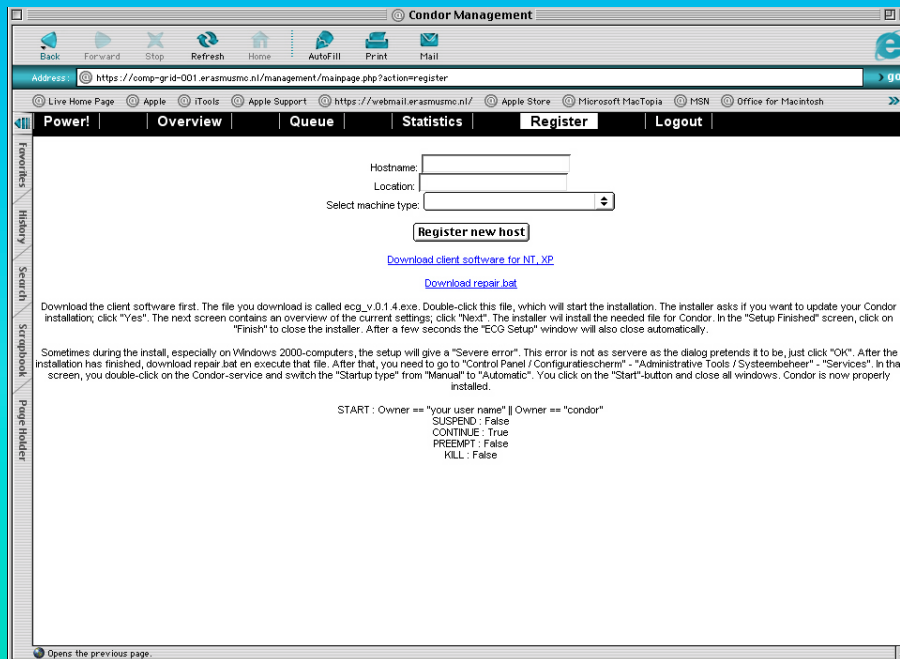 Condor Management
Back Forward Stop Refresh Home AutoFill Print Mail
Address: https://comp-grid-001.erasmusmc.nl/management/mainpage.php?action=register go
Live Home Page Apple iTools Apple Support https://webmail.erasmusmc.nl/ Apple Store Microsoft MacTopia MSN Office for Macintosh »
Power! Overview Queue Statistics Register Logout
Favorites
History
Search
Scrapbook
Page Holder
Hostname:
Location:
Select machine type:
Register new host
Download client software for NT, XP
Download repair.bat
Download the client software first. The file you download is called ecg_v.0.1.4.exe. Double-click this file, which will start the installation. The installer asks if you want to update your Condor
installation; click "Yes". The next screen contains an overview of the current settings; click "Next". The installer wil install the needed file for Condor. In the "Setup Finished" screen, click on
"Finish" to close the installer. After a few seconds the "ECG Setup" window will also close automatically.
Sometimes during the install, especially on Windows 2000-computers, the setup will give a "Severe error". This error is not as servere as the dialog pretends it to be, just click "OK". After the
installation has finished, download repair.bat en execute that file. After that, you need to go to "Control Panel / Configuratiescherm" - "Administrative Tools / Systeembeheer" - "Services". In tha
screen, you double-click on the Condor-service and switch the "Startup type" from "Manual" to "Automatic". You click on the "Start"-button and close all windows. Condor is now properly
installed.
START : Owner == "your user name" || Owner == "condor"
SUSPEND : False
CONTINUE : True
PREEMPT : False
KILL : False
Opens the previous page.